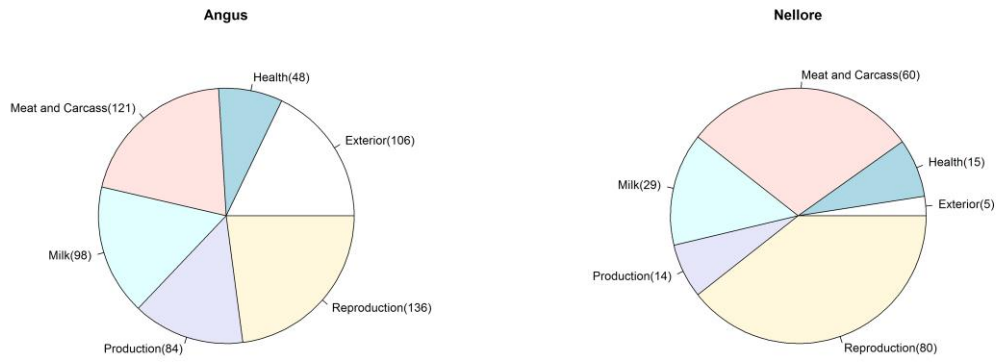 Angus
Health(48)
Meat and Carcass(121)
Exterior(106)
Milk(98)
Reproduction(136)
Production(84)
Nellore
Meat and Carcass(60)
Health(15)
Milk(29)
Exterior(5)
Production(14)
Reproduction(80)